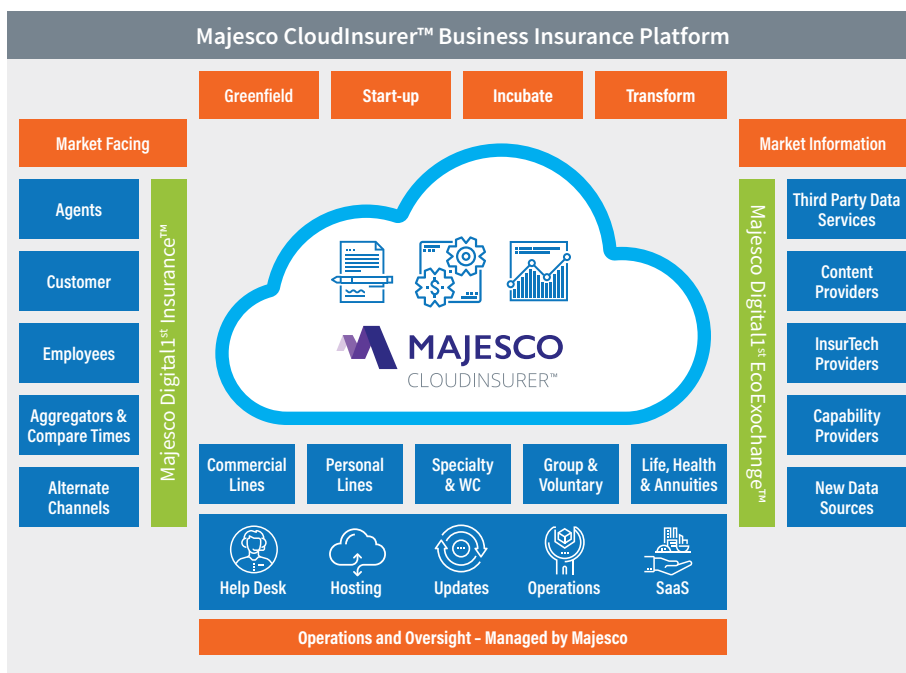 Majesco CloudInsurer™ Business Insurance Platform
Greenfield
Start-up
Incubate
Transform
Market Facing
Market Information
Agents
Customer
Employees
Aggregators &
Compare Times
Alternate
Channels
Majesco Digital1st Insurance™
$
MAJESCO
CLOUDINSURER™
Majesco Digital1st EcoExochange™
Third Party Data
Services
Content
Providers
InsurTech
Providers
Capability
Providers
New Data
Sources
Commercial
Lines
Personal
Lines
Specialty
& WC
Group &
Voluntary
Life, Health
& Annuities
Help Desk
Hosting
Updates
Operations
SaaS
Operations and Oversight – Managed by Majesco